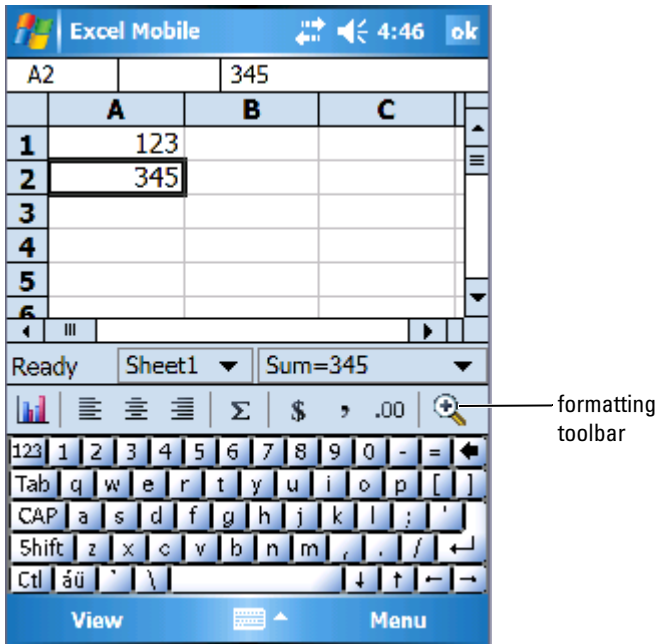 Excel Mobile 4:46 ok
A2 345
A B C
1 123
2 345
3
4
5
6
Ready Sheet1 Sum=345
Σ $ , .00
formatting
toolbar
123 1 2 3 4 5 6 7 8 9 0 - =
Tab q w e r t y u i o p [ ]
CAP a s d f g h j k l ; '
Shift z x c v b n m , . /
Ctl áü ` \
View Menu